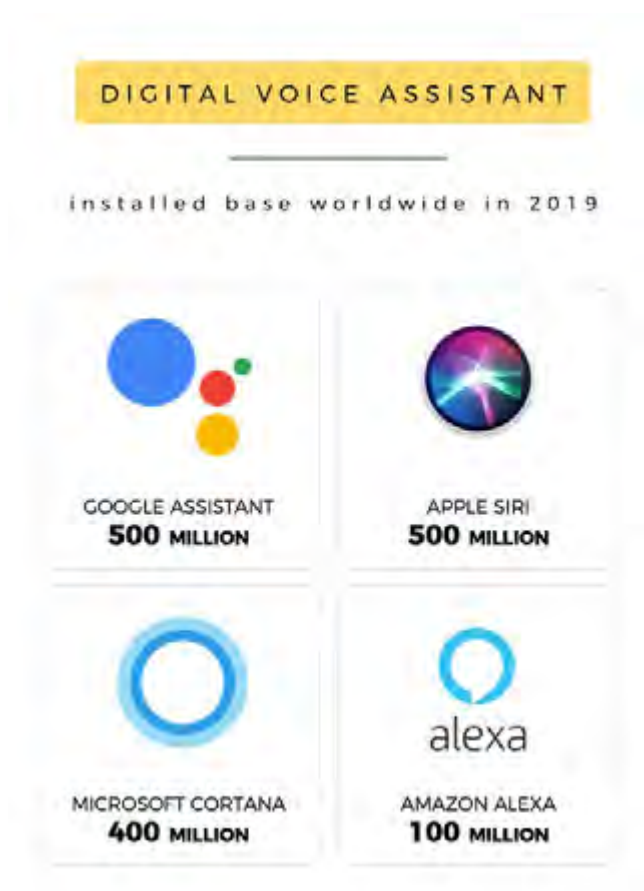 DIGITAL VOICE ASSISTANT
installed base worldwide in 2019
GOOGLE ASSISTANT
500 MILLION
APPLE SIRI
500 MILLION
MICROSOFT CORTANA
400 MILLION
alexa
AMAZON ALEXA
100 MILLION